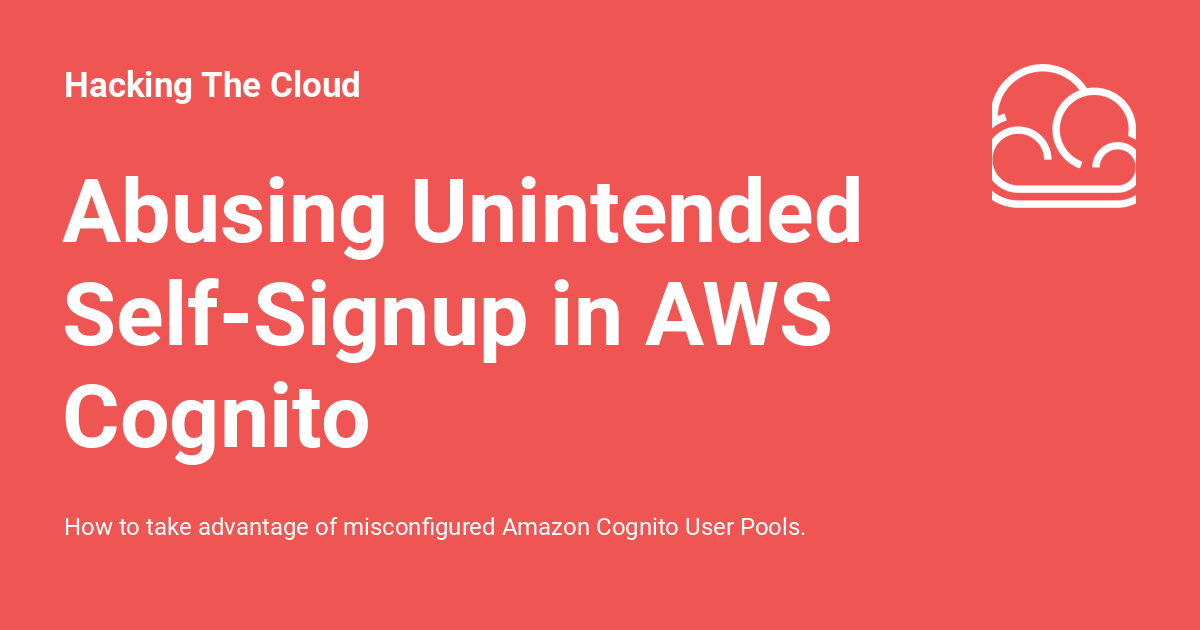 Hacking The Cloud
Abusing Unintended
Self-Signup in AWS
Cognito
How to take advantage of misconfigured Amazon Cognito User Pools.